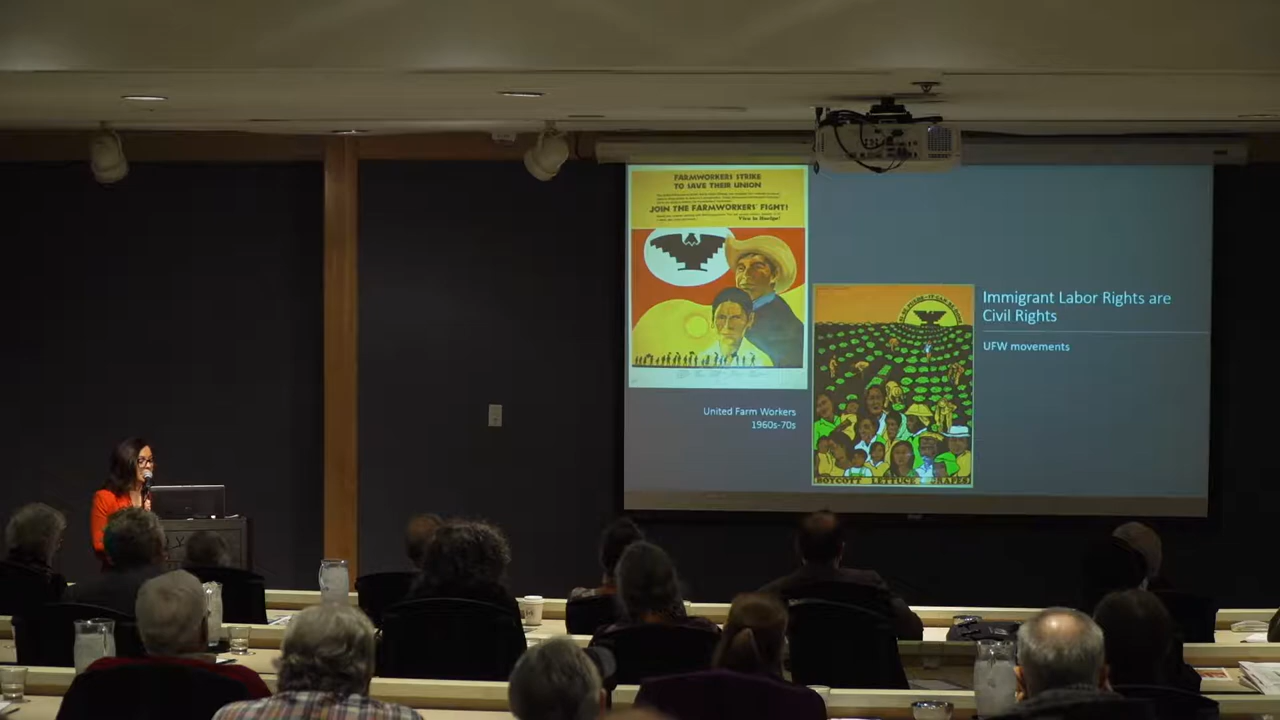 FARMWORKERS STRIKE
TO SAVE THEIR UNION
JOIN THE FARMWORKERS' FIGHT!
Viva la Huelga!
United Farm Workers
1960s-70s
BOYCOTT LETTUCE & GRAPES
Immigrant Labor Rights are
Civil Rights
UFW movements